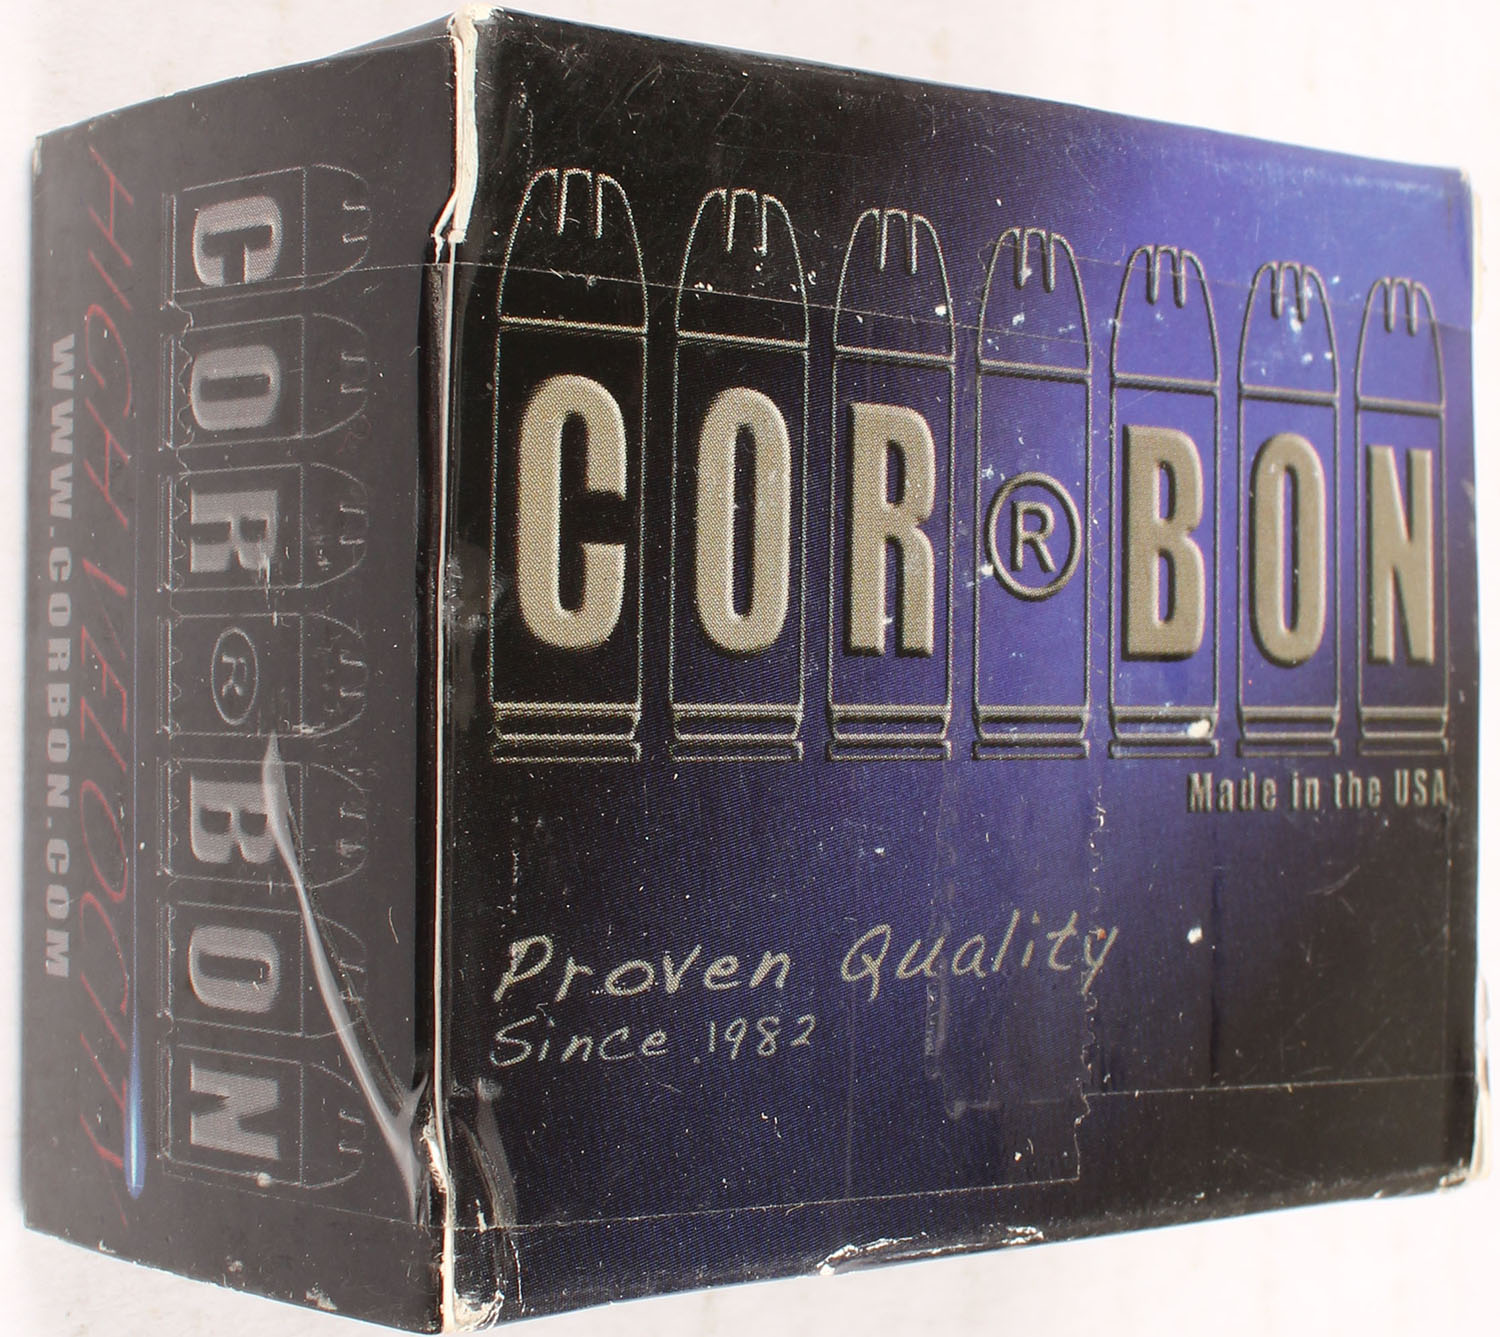 COR®BON
Made in the USA
Proven Quality
Since 1982
COR®BON
HIGH VELOCITY
WWW.CORBON.COM